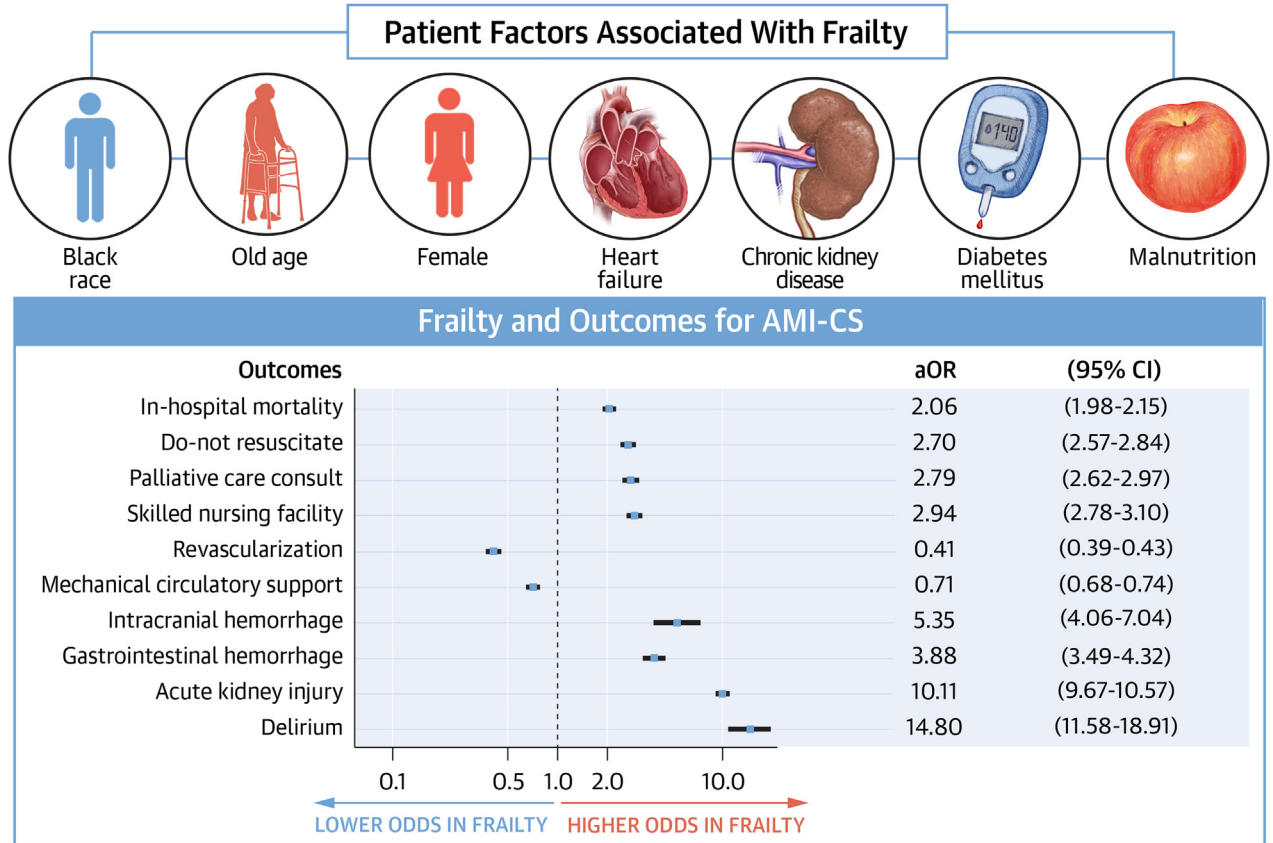 Patient Factors Associated With Frailty
140
Black
race
Old age
Female
Heart
failure
Chronic kidney
disease
Diabetes
mellitus
Malnutrition
Frailty and Outcomes for AMI-CS
Outcomes aOR (95% CI)
In-hospital mortality 2.06 (1.98-2.15)
Do-not resuscitate 2.70 (2.57-2.84)
Palliative care consult 2.79 (2.62-2.97)
Skilled nursing facility 2.94 (2.78-3.10)
Revascularization 0.41 (0.39-0.43)
Mechanical circulatory support 0.71 (0.68-0.74)
Intracranial hemorrhage 5.35 (4.06-7.04)
Gastrointestinal hemorrhage 3.88 (3.49-4.32)
Acute kidney injury 10.11 (9.67-10.57)
Delirium 14.80 (11.58-18.91)
0.1 0.5 1.0 2.0 10.0
LOWER ODDS IN FRAILTY HIGHER ODDS IN FRAILTY